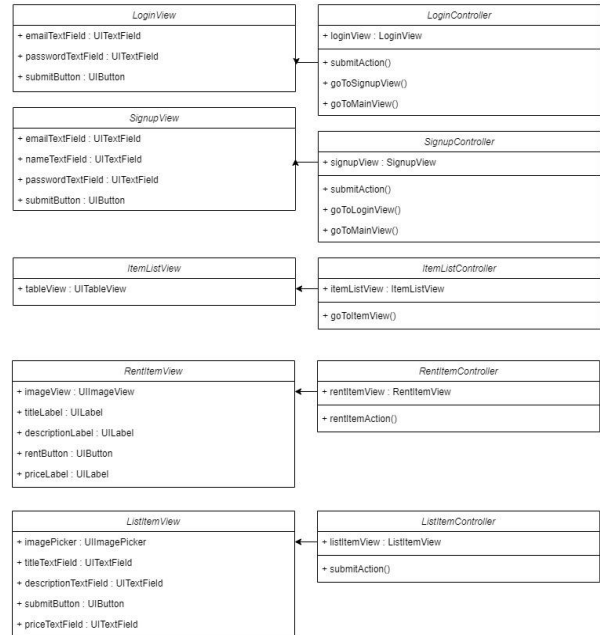 LoginView
+ emailTextField : UITextField
+ passwordTextField : UITextField
+ submitButton : UIButton
LoginController
+ loginView : LoginView
+ submitAction()
+ goToSignupView()
+ goToMainView()
SignupView
+ emailTextField : UITextField
+ nameTextField : UITextField
+ passwordTextField : UITextField
+ submitButton : UIButton
SignupController
+ signupView : SignupView
+ submitAction()
+ goToLoginView()
+ goToMainView()
ItemListView
+ tableView : UITableView
ItemListController
+ itemListView : ItemListView
+ goToItemView()
RentItemView
+ imageView : UIImageView
+ titleLabel : UILabel
+ descriptionLabel : UILabel
+ rentButton : UIButton
+ priceLabel : UILabel
RentItemController
+ rentItemView : RentItemView
+ rentItemAction()
ListItemView
+ imagePicker : UIImagePicker
+ titleTextField : UITextField
+ descriptionTextField : UITextField
+ submitButton : UIButton
+ priceTextField : UITextField
ListItemController
+ listItemView : ListItemView
+ submitAction()